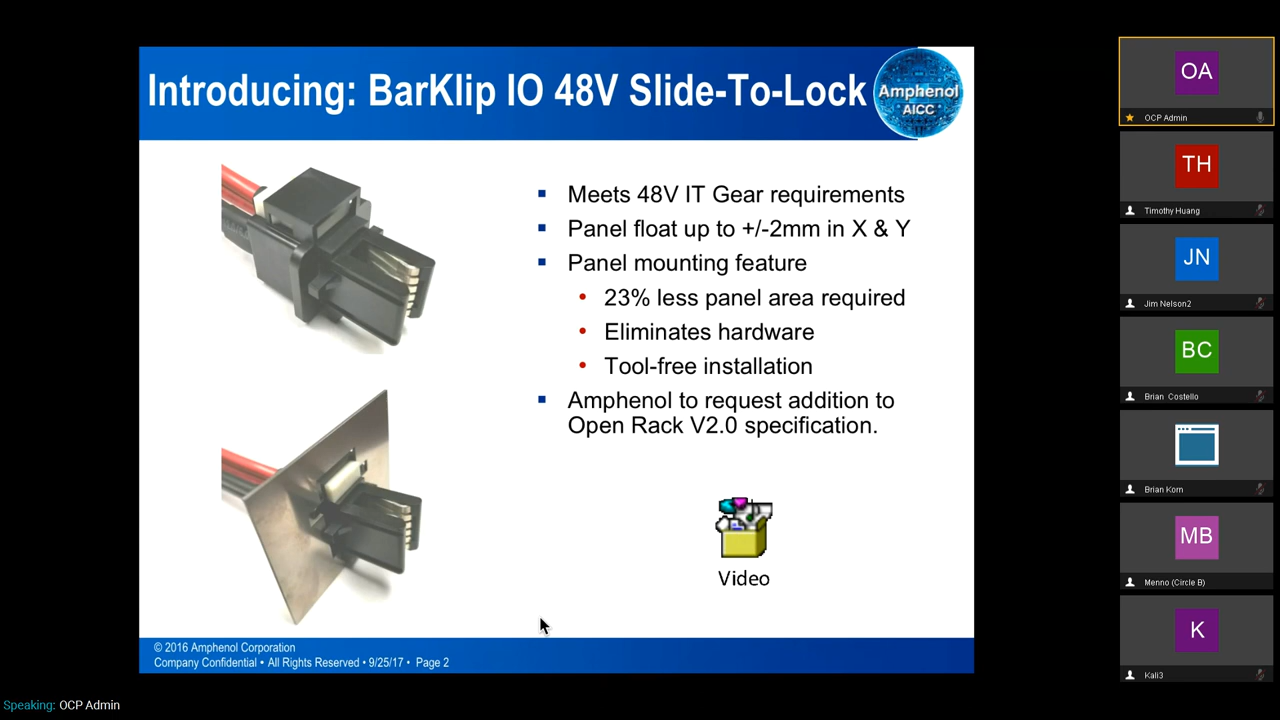 Introducing: BarKlip IO 48V Slide-To-Lock
Amphenol
AICC
Meets 48V IT Gear requirements
Panel float up to +/-2mm in X & Y
Panel mounting feature
23% less panel area required
Eliminates hardware
Tool-free installation
Amphenol to request addition to
Open Rack V2.0 specification.
Video
© 2016 Amphenol Corporation
Company Confidential • All Rights Reserved • 9/25/17 • Page 2
OA
OCP Admin
TH
Timothy Huang
JN
Jim Nelson2
BC
Brian Costello
Brian Korn
MB
Menno (Circle B)
K
Kali3
Speaking: OCP Admin